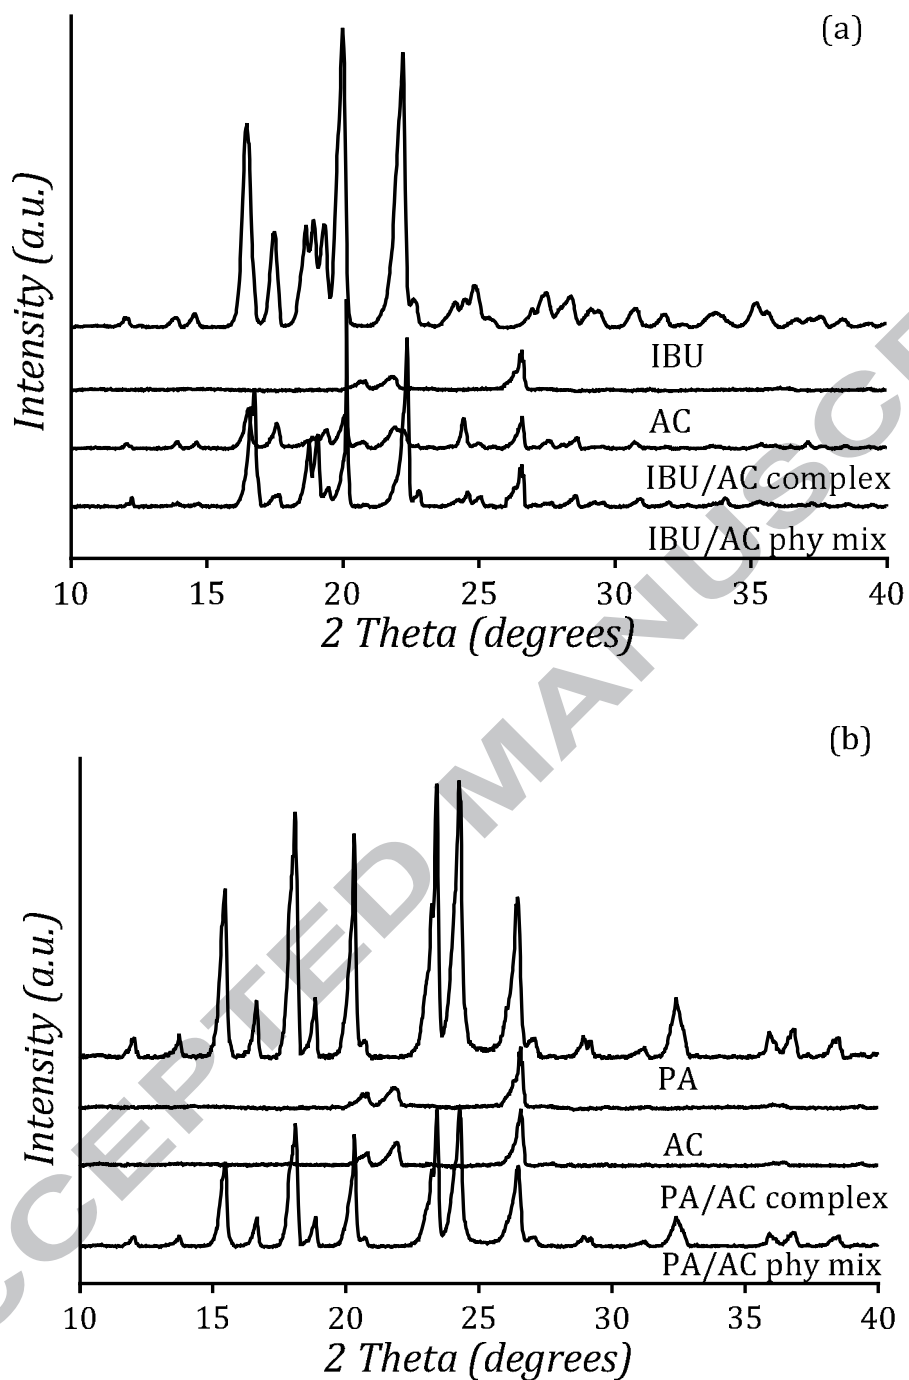 (a)
Intensity (a.u.)
IBU
AC
IBU/AC complex
IBU/AC phy mix
10 15 20 25 30 35 40
2 Theta (degrees)
(b)
Intensity (a.u.)
PA
AC
PA/AC complex
PA/AC phy mix
10 15 20 25 30 35 40
2 Theta (degrees)
CCEPTED MANUSC